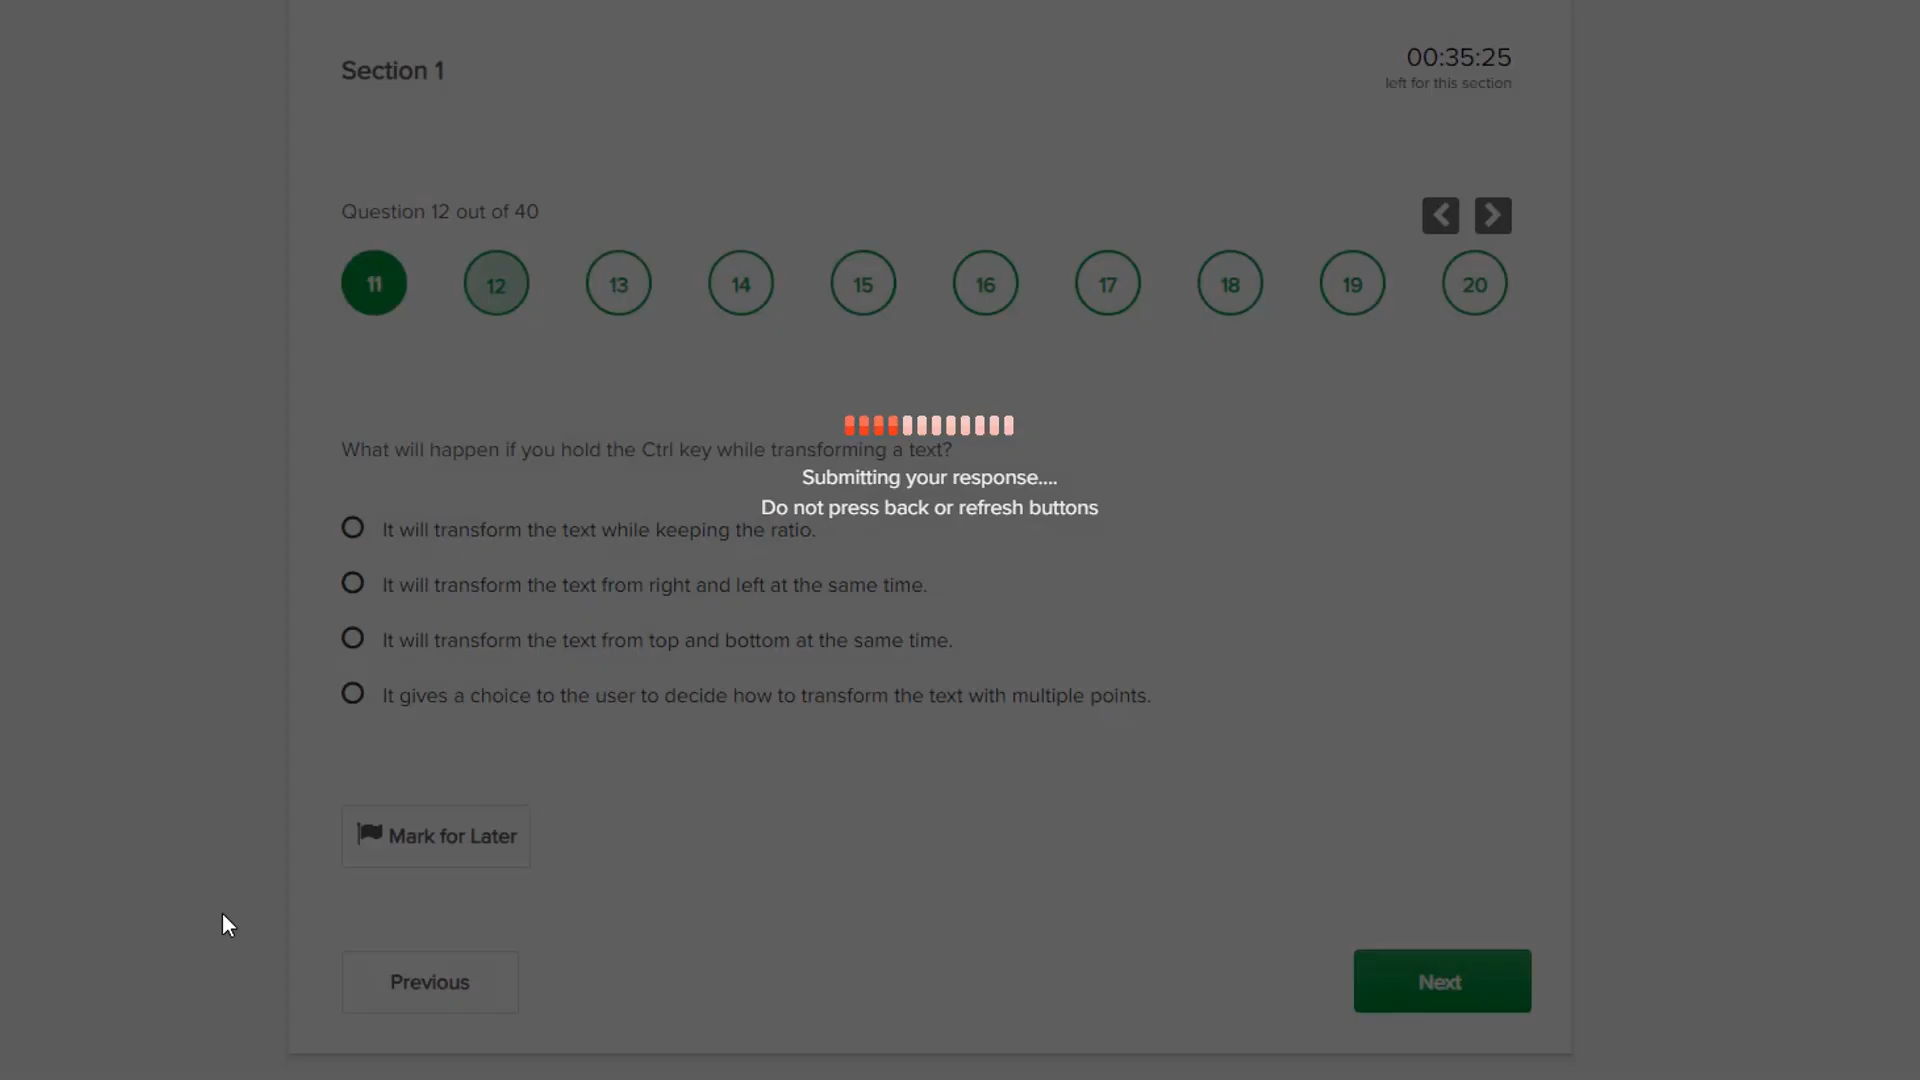 Section 1
00:35:25
left for this section
Question 12 out of 40
11 12 13 14 15 16 17 18 19 20
What will happen if you hold the Ctrl key while transforming a text?
Submitting your response....
Do not press back or refresh buttons
It will transform the text while keeping the ratio.
It will transform the text from right and left at the same time.
It will transform the text from top and bottom at the same time.
It gives a choice to the user to decide how to transform the text with multiple points.
Mark for Later
Previous
Next